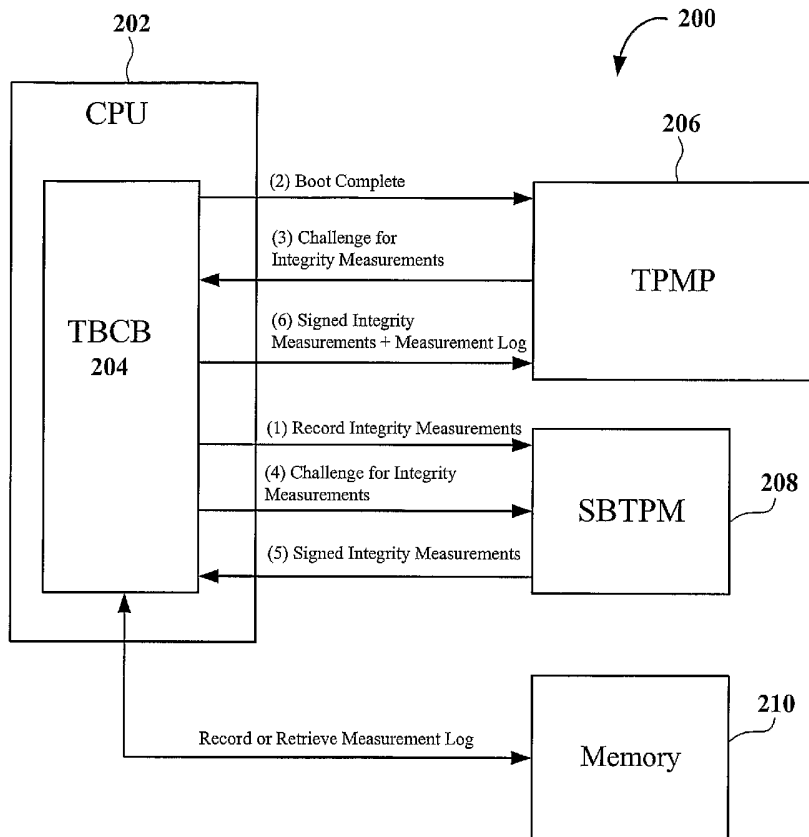 202
200
CPU
206
(2) Boot Complete
(3) Challenge for
Integrity Measurements
TPMP
TBCB
204
(6) Signed Integrity
Measurements + Measurement Log
(1) Record Integrity Measurements
(4) Challenge for Integrity
Measurements
SBTPM
208
(5) Signed Integrity Measurements
210
Record or Retrieve Measurement Log
Memory